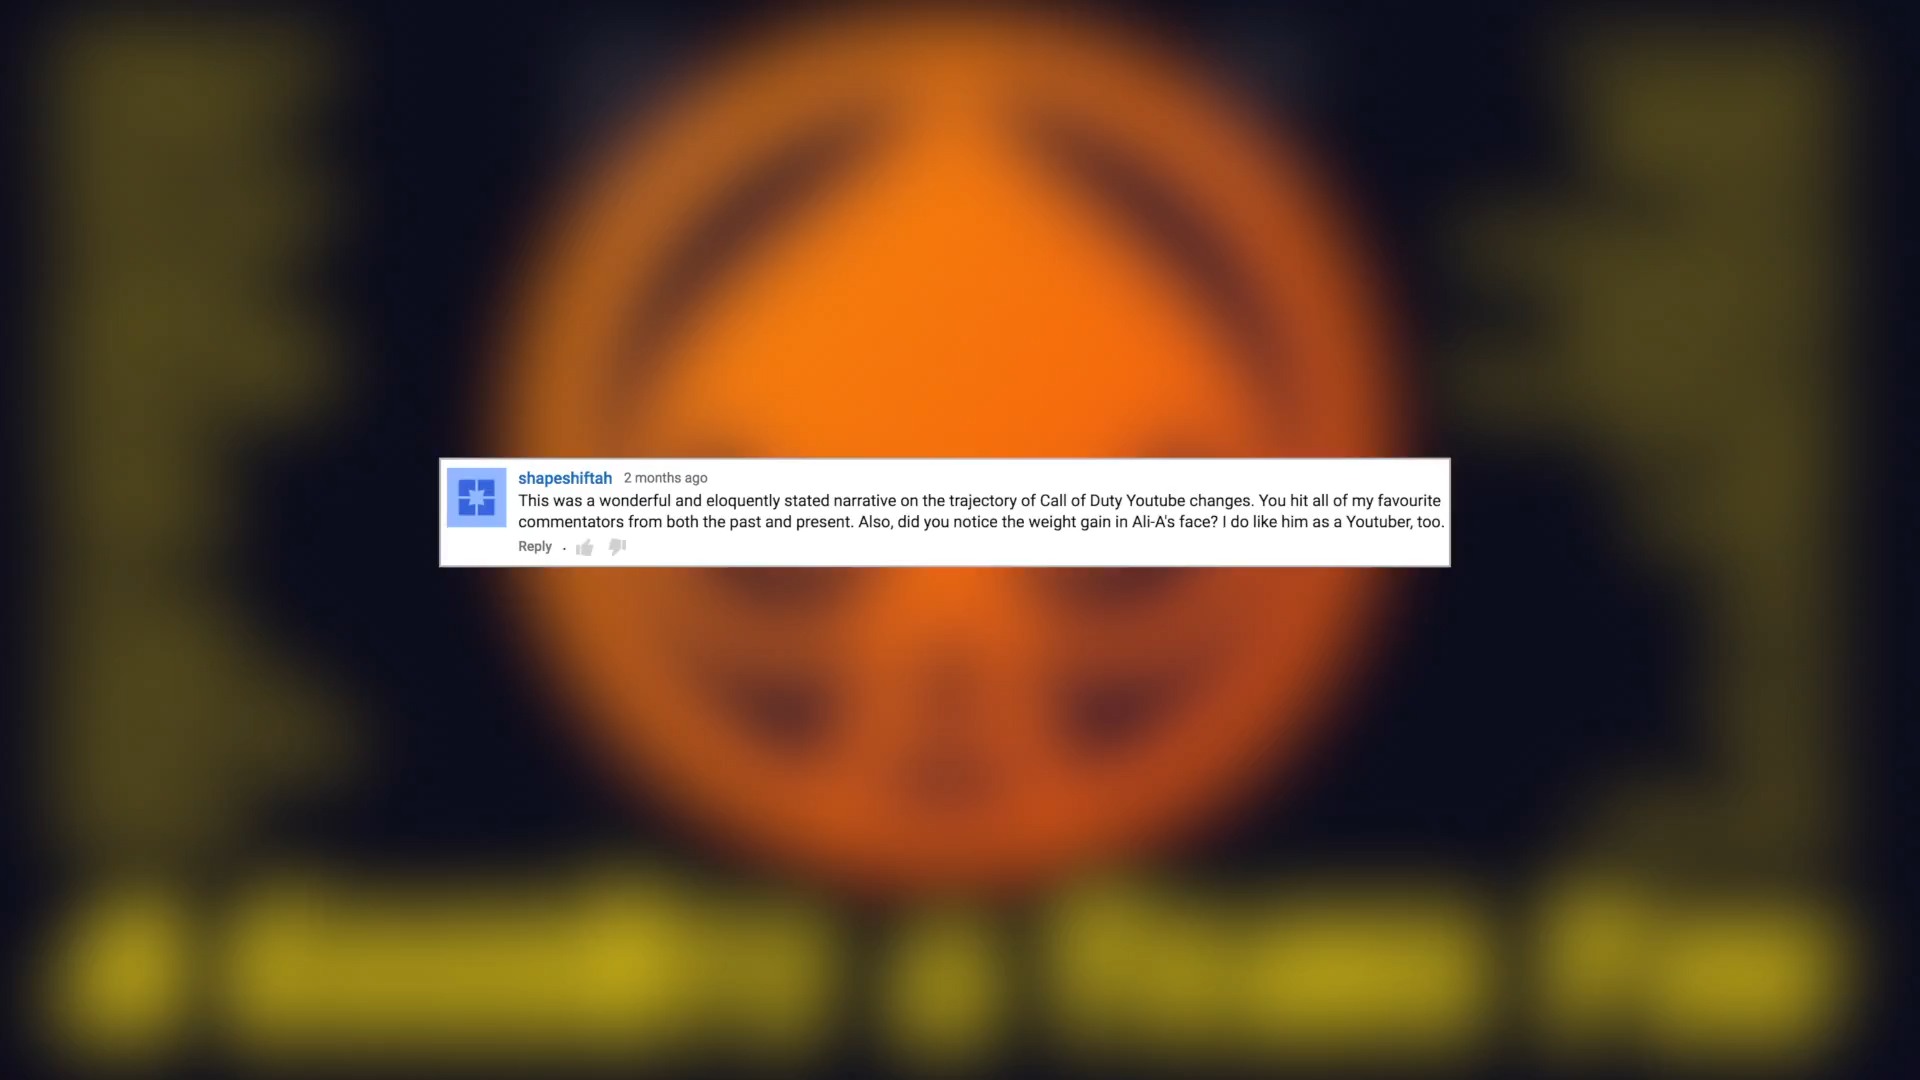 shapeshiftah 2 months ago
This was a wonderful and eloquently stated narrative on the trajectory of Call of Duty Youtube changes. You hit all of my favourite
commentators from both the past and present. Also, did you notice the weight gain in Ali-A's face? I do like him as a Youtuber, too.
Reply .